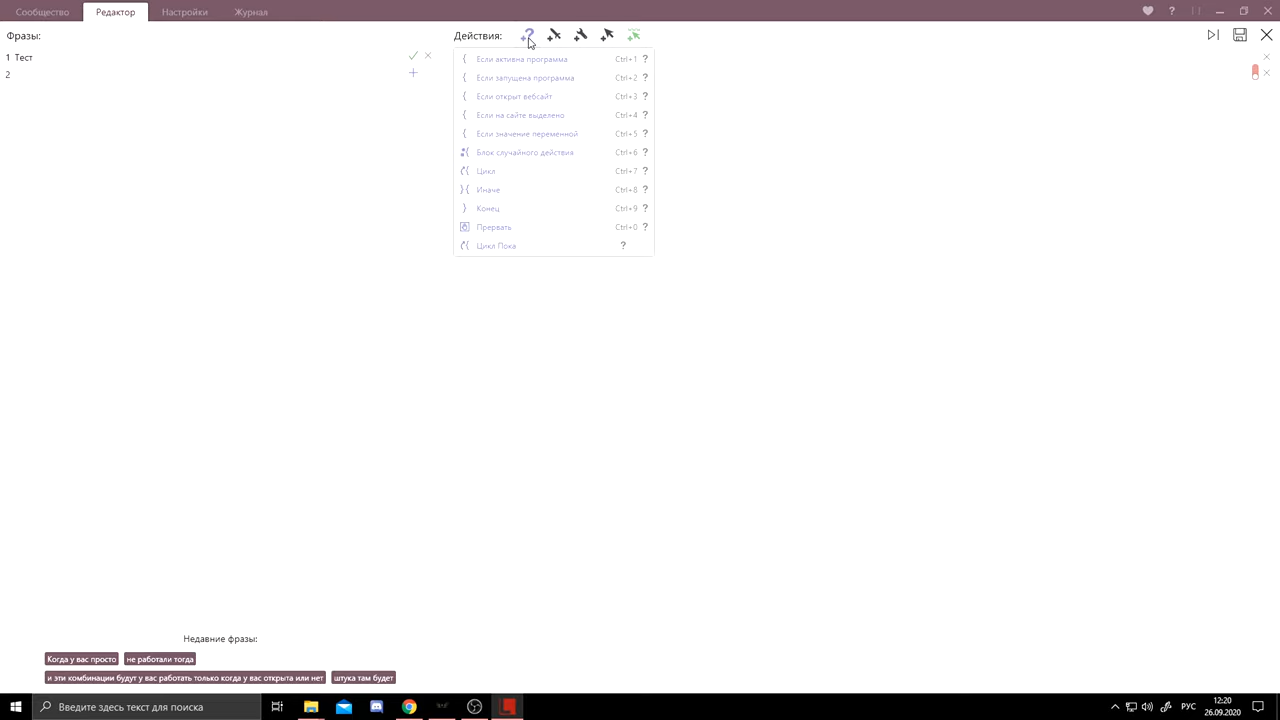 Сообщество Редактор Настройки Журнал
Фразы:
Действия:
1 Тест
2
Если активна программа Ctrl+1 ?
Если запущена программа Ctrl+2 ?
Если открыт вебсайт Ctrl+3 ?
Если на сайте выделено Ctrl+4 ?
Если значение переменной Ctrl+5 ?
Блок случайного действия Ctrl+6 ?
Цикл Ctrl+7 ?
Иначе Ctrl+8 ?
Конец Ctrl+9 ?
Прервать Ctrl+0 ?
Цикл Пока ?
Недавние фразы:
Когда у вас просто не работали тогда
и эти комбинации будут у вас работать только когда у вас открыта или нет штука там будет
Введите здесь текст для поиска
РУС
12:20
26.09.2020